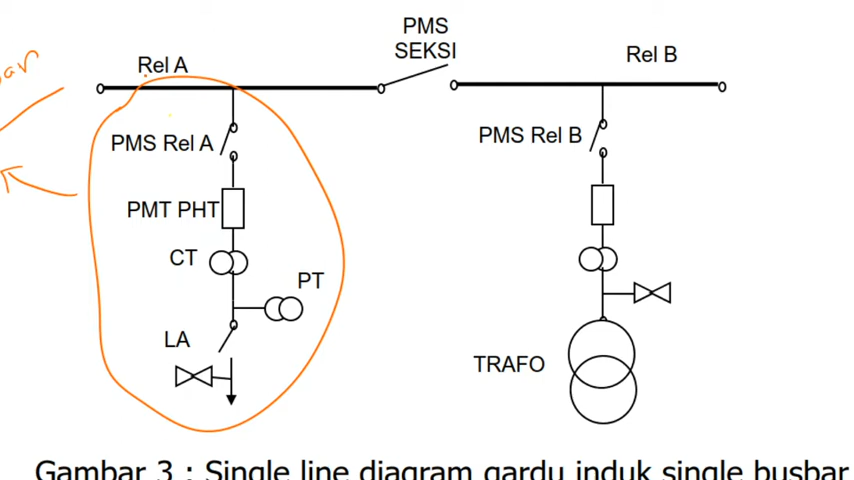 PMS
SEKSI
Rel A
Rel B
PMS Rel A
PMS Rel B
PMT PHT
CT
PT
LA
TRAFO
Gambar 3 : Single line diagram gardu induk single busbar